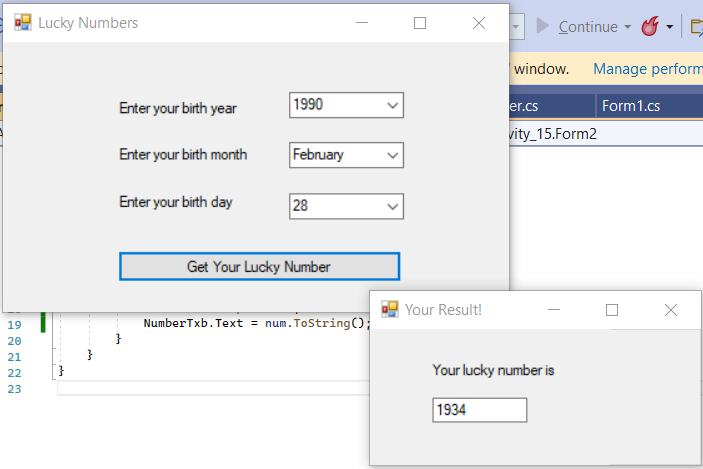 Lucky Numbers
Continue
window. Manage perform
er.cs Form1.cs
vity_15.Form2
Enter your birth year 1990
Enter your birth month February
Enter your birth day 28
Get Your Lucky Number
19 NumberTxb.Text = num.ToString();
20 }
21 }
22 }
23
Your Result!
Your lucky number is
1934